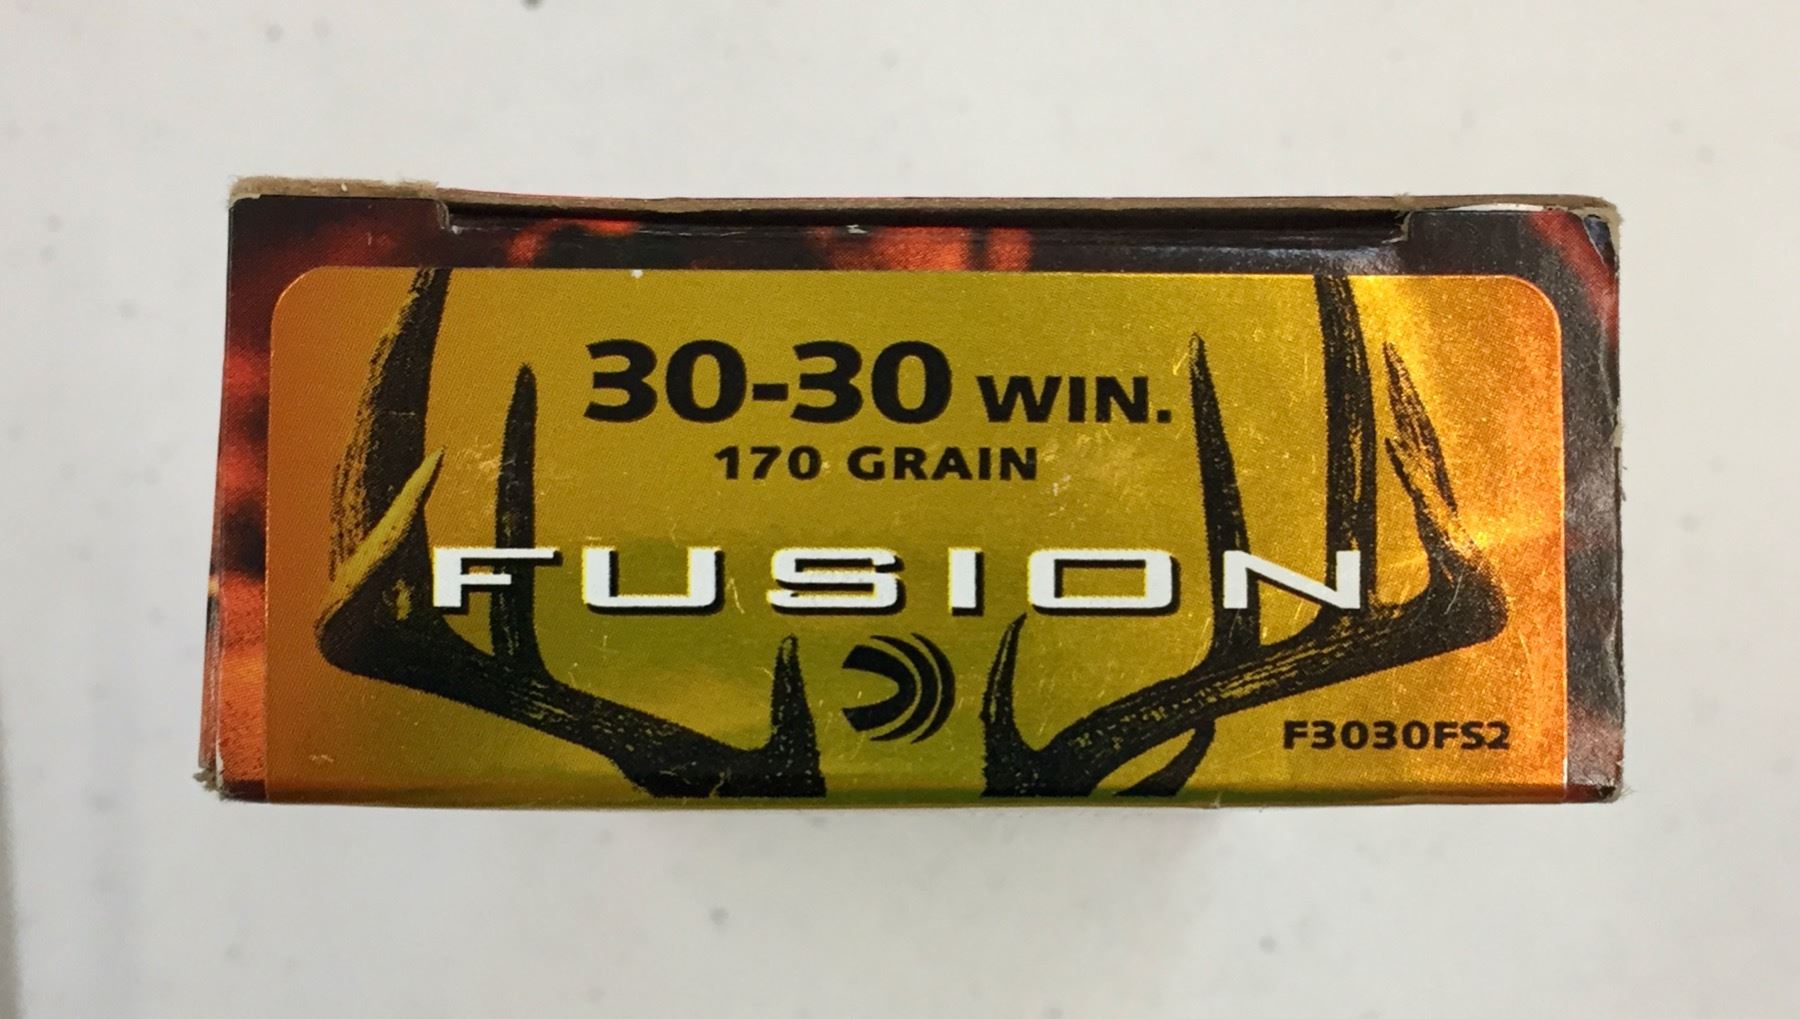 30-30 WIN.
170 GRAIN
FUSION
F3030FS2